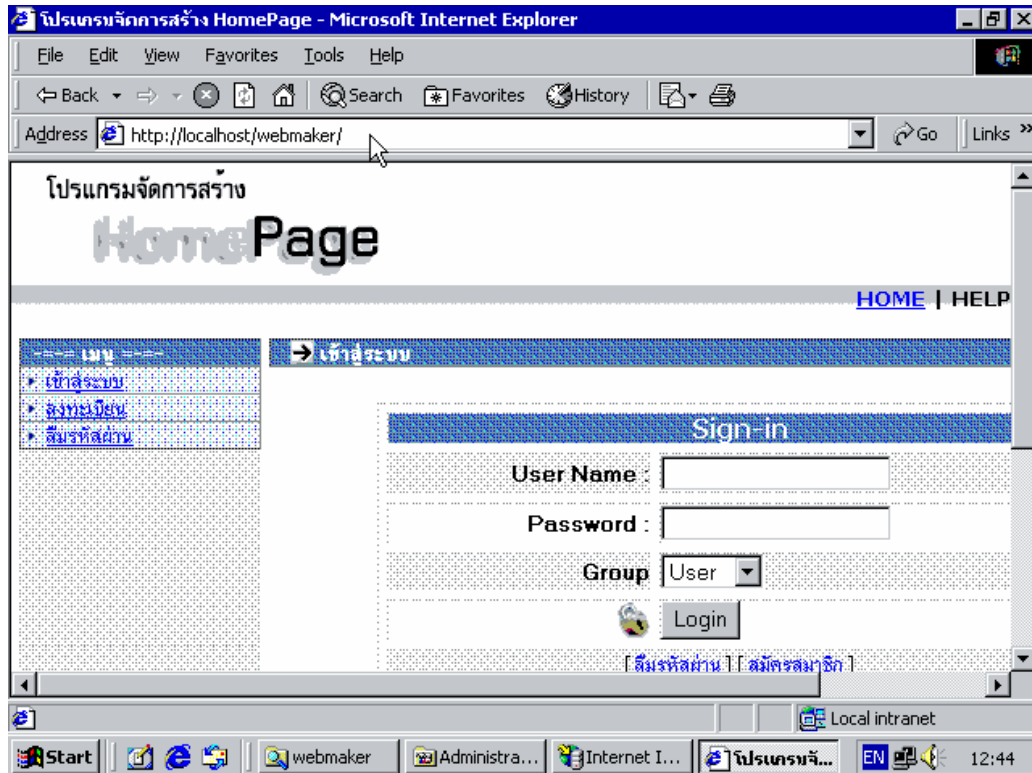 โปรแกรมจัดการสร้าง HomePage - Microsoft Internet Explorer
File Edit View Favorites Tools Help
Back Search Favorites History
Address http://localhost/webmaker/ Go Links »
โปรแกรมจัดการสร้าง
HomePage
HOME | HELP
-=-= เมนู =-=-
เข้าสู่ระบบ
ลงทะเบียน
ลืมรหัสผ่าน
เข้าสู่ระบบ
Sign-in
User Name :
Password :
Group User
Login
[ ลืมรหัสผ่าน ] [ สมัครสมาชิก ]
Local intranet
Start webmaker Administra... Internet I... โปรแกรมจั... EN 12:44